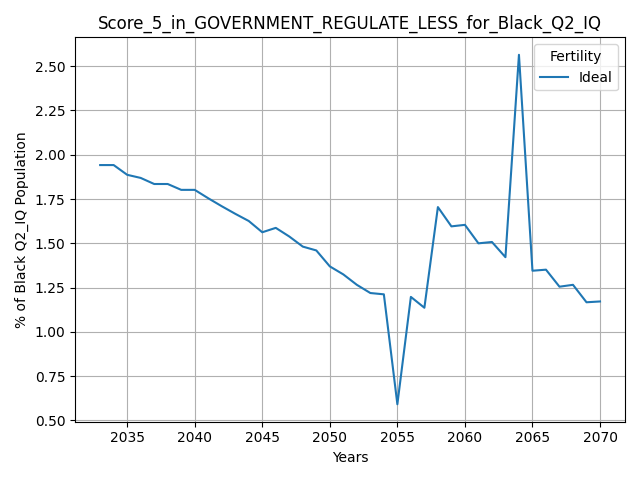 Score_5_in_GOVERNMENT_REGULATE_LESS_for_Black_Q2_IQ
Fertility
Ideal
% of Black Q2_IQ Population
2.50
2.25
2.00
1.75
1.50
1.25
1.00
0.75
0.50
2035 2040 2045 2050 2055 2060 2065 2070
Years